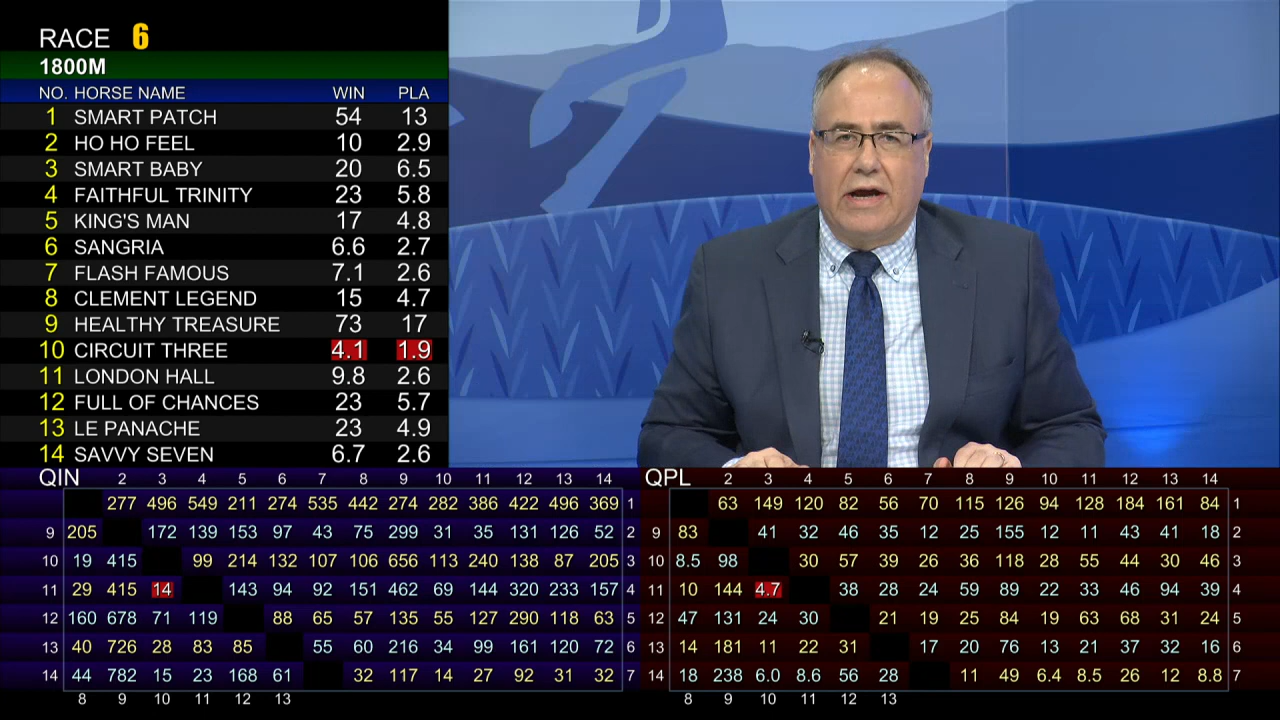 RACE 6
1800M
NO. HORSE NAME WIN PLA
1 SMART PATCH 54 13
2 HO HO FEEL 10 2.9
3 SMART BABY 20 6.5
4 FAITHFUL TRINITY 23 5.8
5 KING'S MAN 17 4.8
6 SANGRIA 6.6 2.7
7 FLASH FAMOUS 7.1 2.6
8 CLEMENT LEGEND 15 4.7
9 HEALTHY TREASURE 73 17
10 CIRCUIT THREE 4.1 1.9
11 LONDON HALL 9.8 2.6
12 FULL OF CHANCES 23 5.7
13 LE PANACHE 23 4.9
14 SAVVY SEVEN 6.7 2.6
QIN 2 3 4 5 6 7 8 9 10 11 12 13 14
277 496 549 211 274 535 442 274 282 386 422 496 369 1
9 205 172 139 153 97 43 75 299 31 35 131 126 52 2
10 19 415 99 214 132 107 106 656 113 240 138 87 205 3
11 29 415 14 143 94 92 151 462 69 144 320 233 157 4
12 160 678 71 119 88 65 57 135 55 127 290 118 63 5
13 40 726 28 83 85 55 60 216 34 99 161 120 72 6
14 44 782 15 23 168 61 32 117 14 27 92 31 32 7
8 9 10 11 12 13
QPL 2 3 4 5 6 7 8 9 10 11 12 13 14
63 149 120 82 56 70 115 126 94 128 184 161 84 1
9 83 41 32 46 35 12 25 155 12 11 43 41 18 2
10 8.5 98 30 57 39 26 36 118 28 55 44 30 46 3
11 10 144 4.7 38 28 24 59 89 22 33 46 94 39 4
12 47 131 24 30 21 19 25 84 19 63 68 31 24 5
13 14 181 11 22 31 17 20 76 13 21 37 32 16 6
14 18 238 6.0 8.6 56 28 11 49 6.4 8.5 26 12 8.8 7
8 9 10 11 12 13